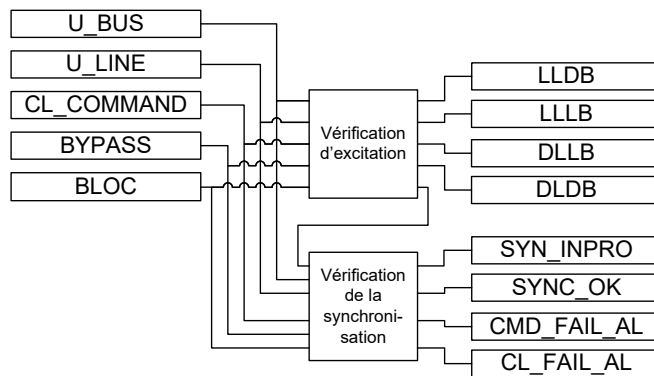 U_BUS
U_LINE
CL_COMMAND
BYPASS
BLOC
Vérification
d'excitation
LLDB
LLLB
DLLB
DLDB
Vérification
de la
synchroni-
sation
SYN_INPRO
SYNC_OK
CMD_FAIL_AL
CL_FAIL_AL